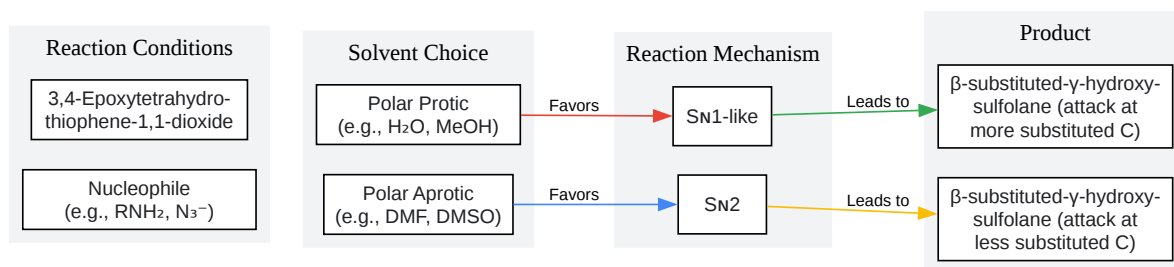 Reaction Conditions
3,4-Epoxytetrahydro-
thiophene-1,1-dioxide
Nucleophile
(e.g., RNH₂, N₃⁻)
Solvent Choice
Polar Protic
(e.g., H₂O, MeOH)
Polar Aprotic
(e.g., DMF, DMSO)
Favors
Favors
Reaction Mechanism
Sɴ1-like
Sɴ2
Leads to
Leads to
Product
β-substituted-γ-hydroxy-
sulfolane (attack at
more substituted C)
β-substituted-γ-hydroxy-
sulfolane (attack at
less substituted C)